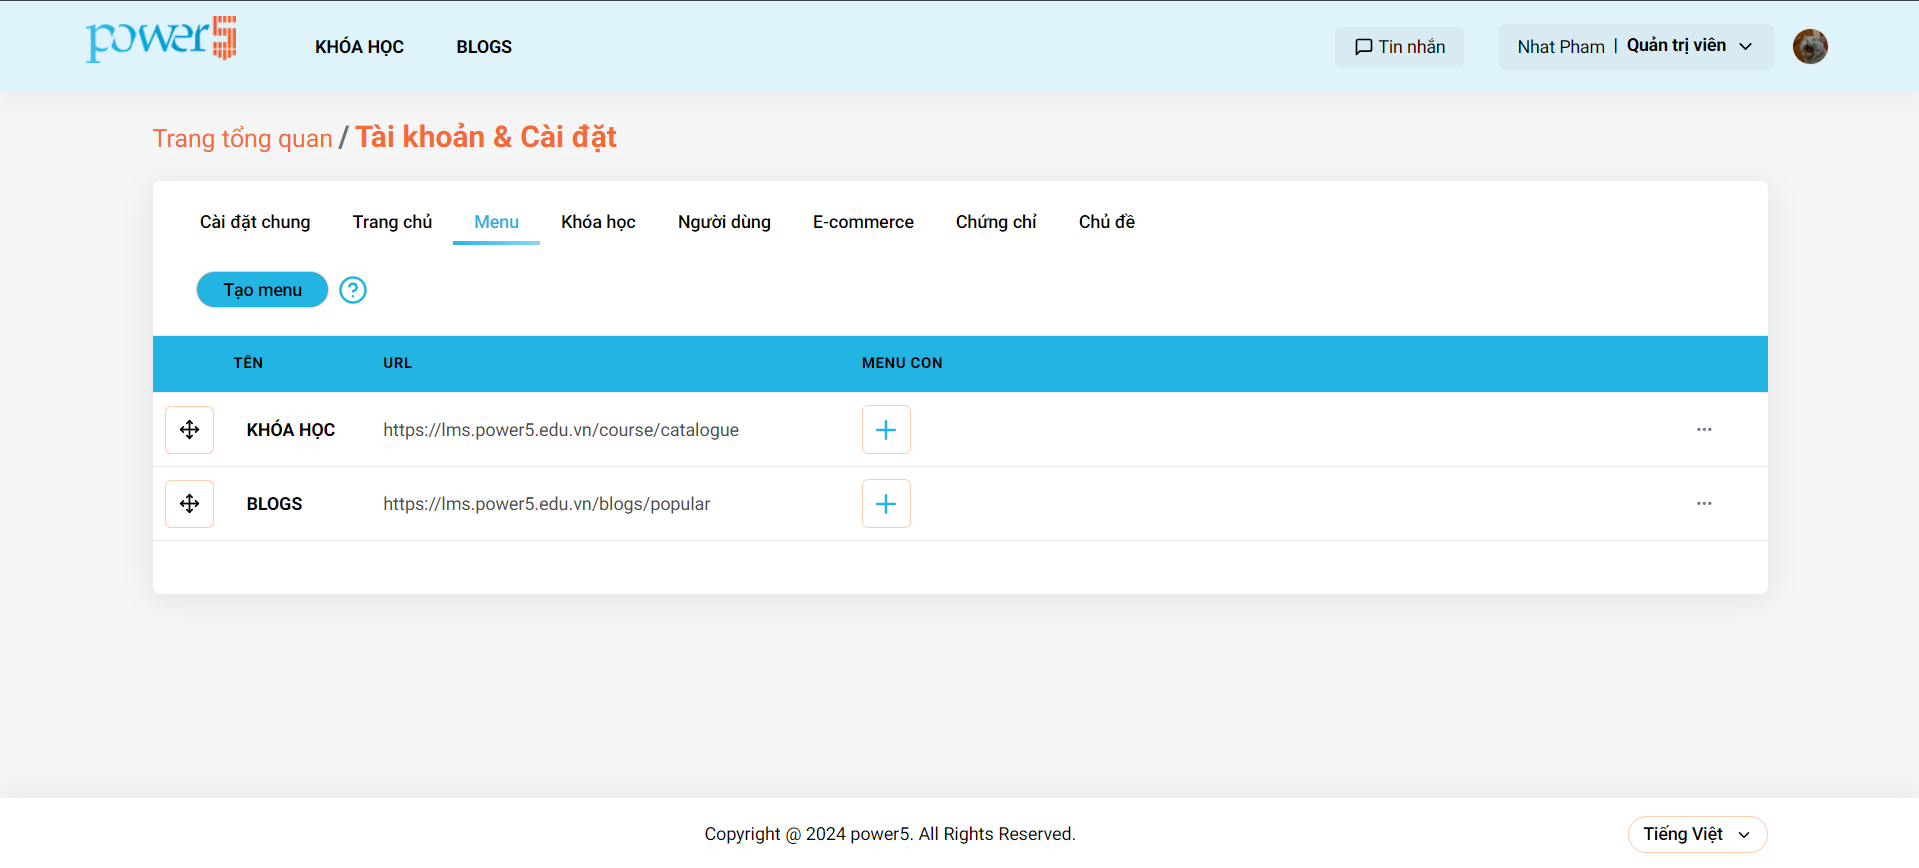 power5 KHÓA HỌC BLOGS Tin nhắn Nhat Pham | Quản trị viên
Trang tổng quan / Tài khoản & Cài đặt
Cài đặt chung Trang chủ Menu Khóa học Người dùng E-commerce Chứng chỉ Chủ đề
Tạo menu ?
TÊN URL MENU CON
KHÓA HỌC https://lms.power5.edu.vn/course/catalogue + ...
BLOGS https://lms.power5.edu.vn/blogs/popular + ...
Copyright @ 2024 power5. All Rights Reserved. Tiếng Việt